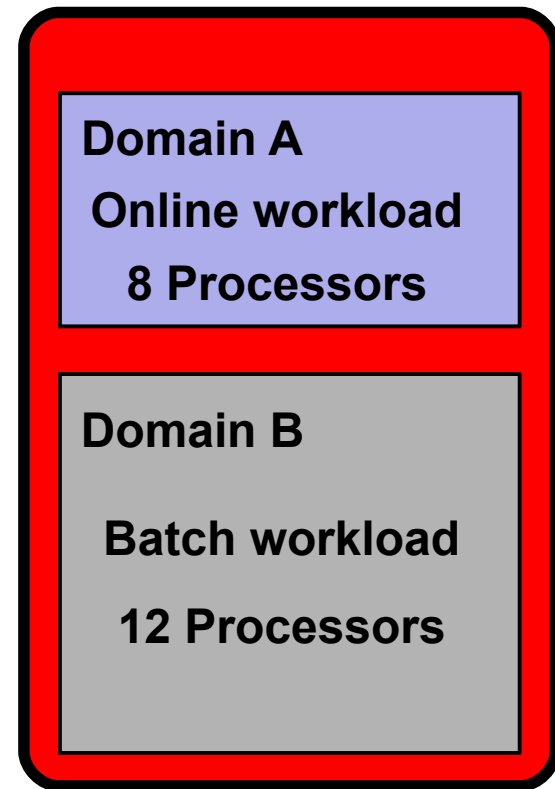 Domain A
Online workload
8 Processors
Domain B
Batch workload
12 Processors